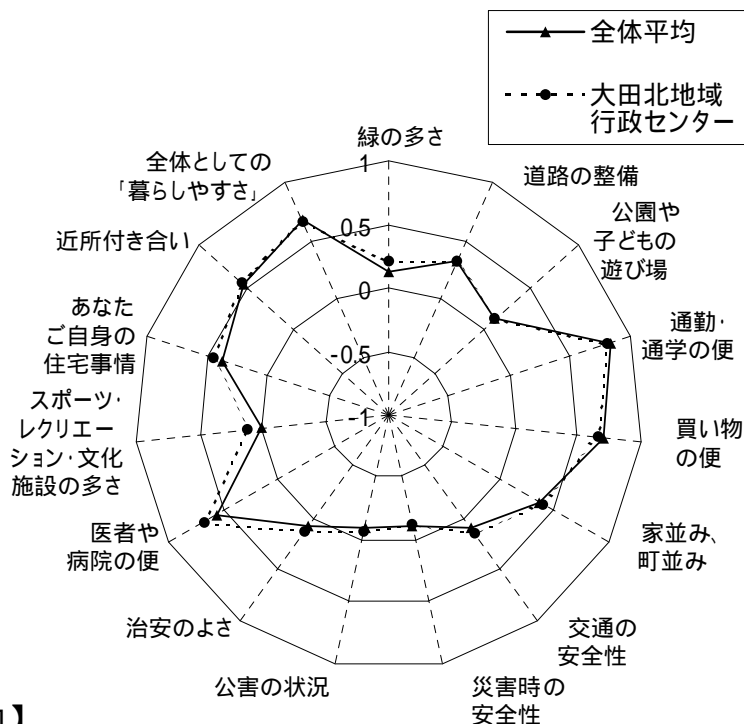 全体平均
大田北地域
行政センター
緑の多さ
道路の整備
公園や
子どもの
遊び場
通勤・
通学の便
買い物
の便
家並み、
町並み
交通の
安全性
災害時の
安全性
公害の状況
治安のよさ
医者や
病院の便
スポーツ・
レクリエー
ション・文化
施設の多さ
あなた
ご自身の
住宅事情
近所付き合い
全体としての
「暮らしやすさ」
1
0.5
0
-0.5
-1
】